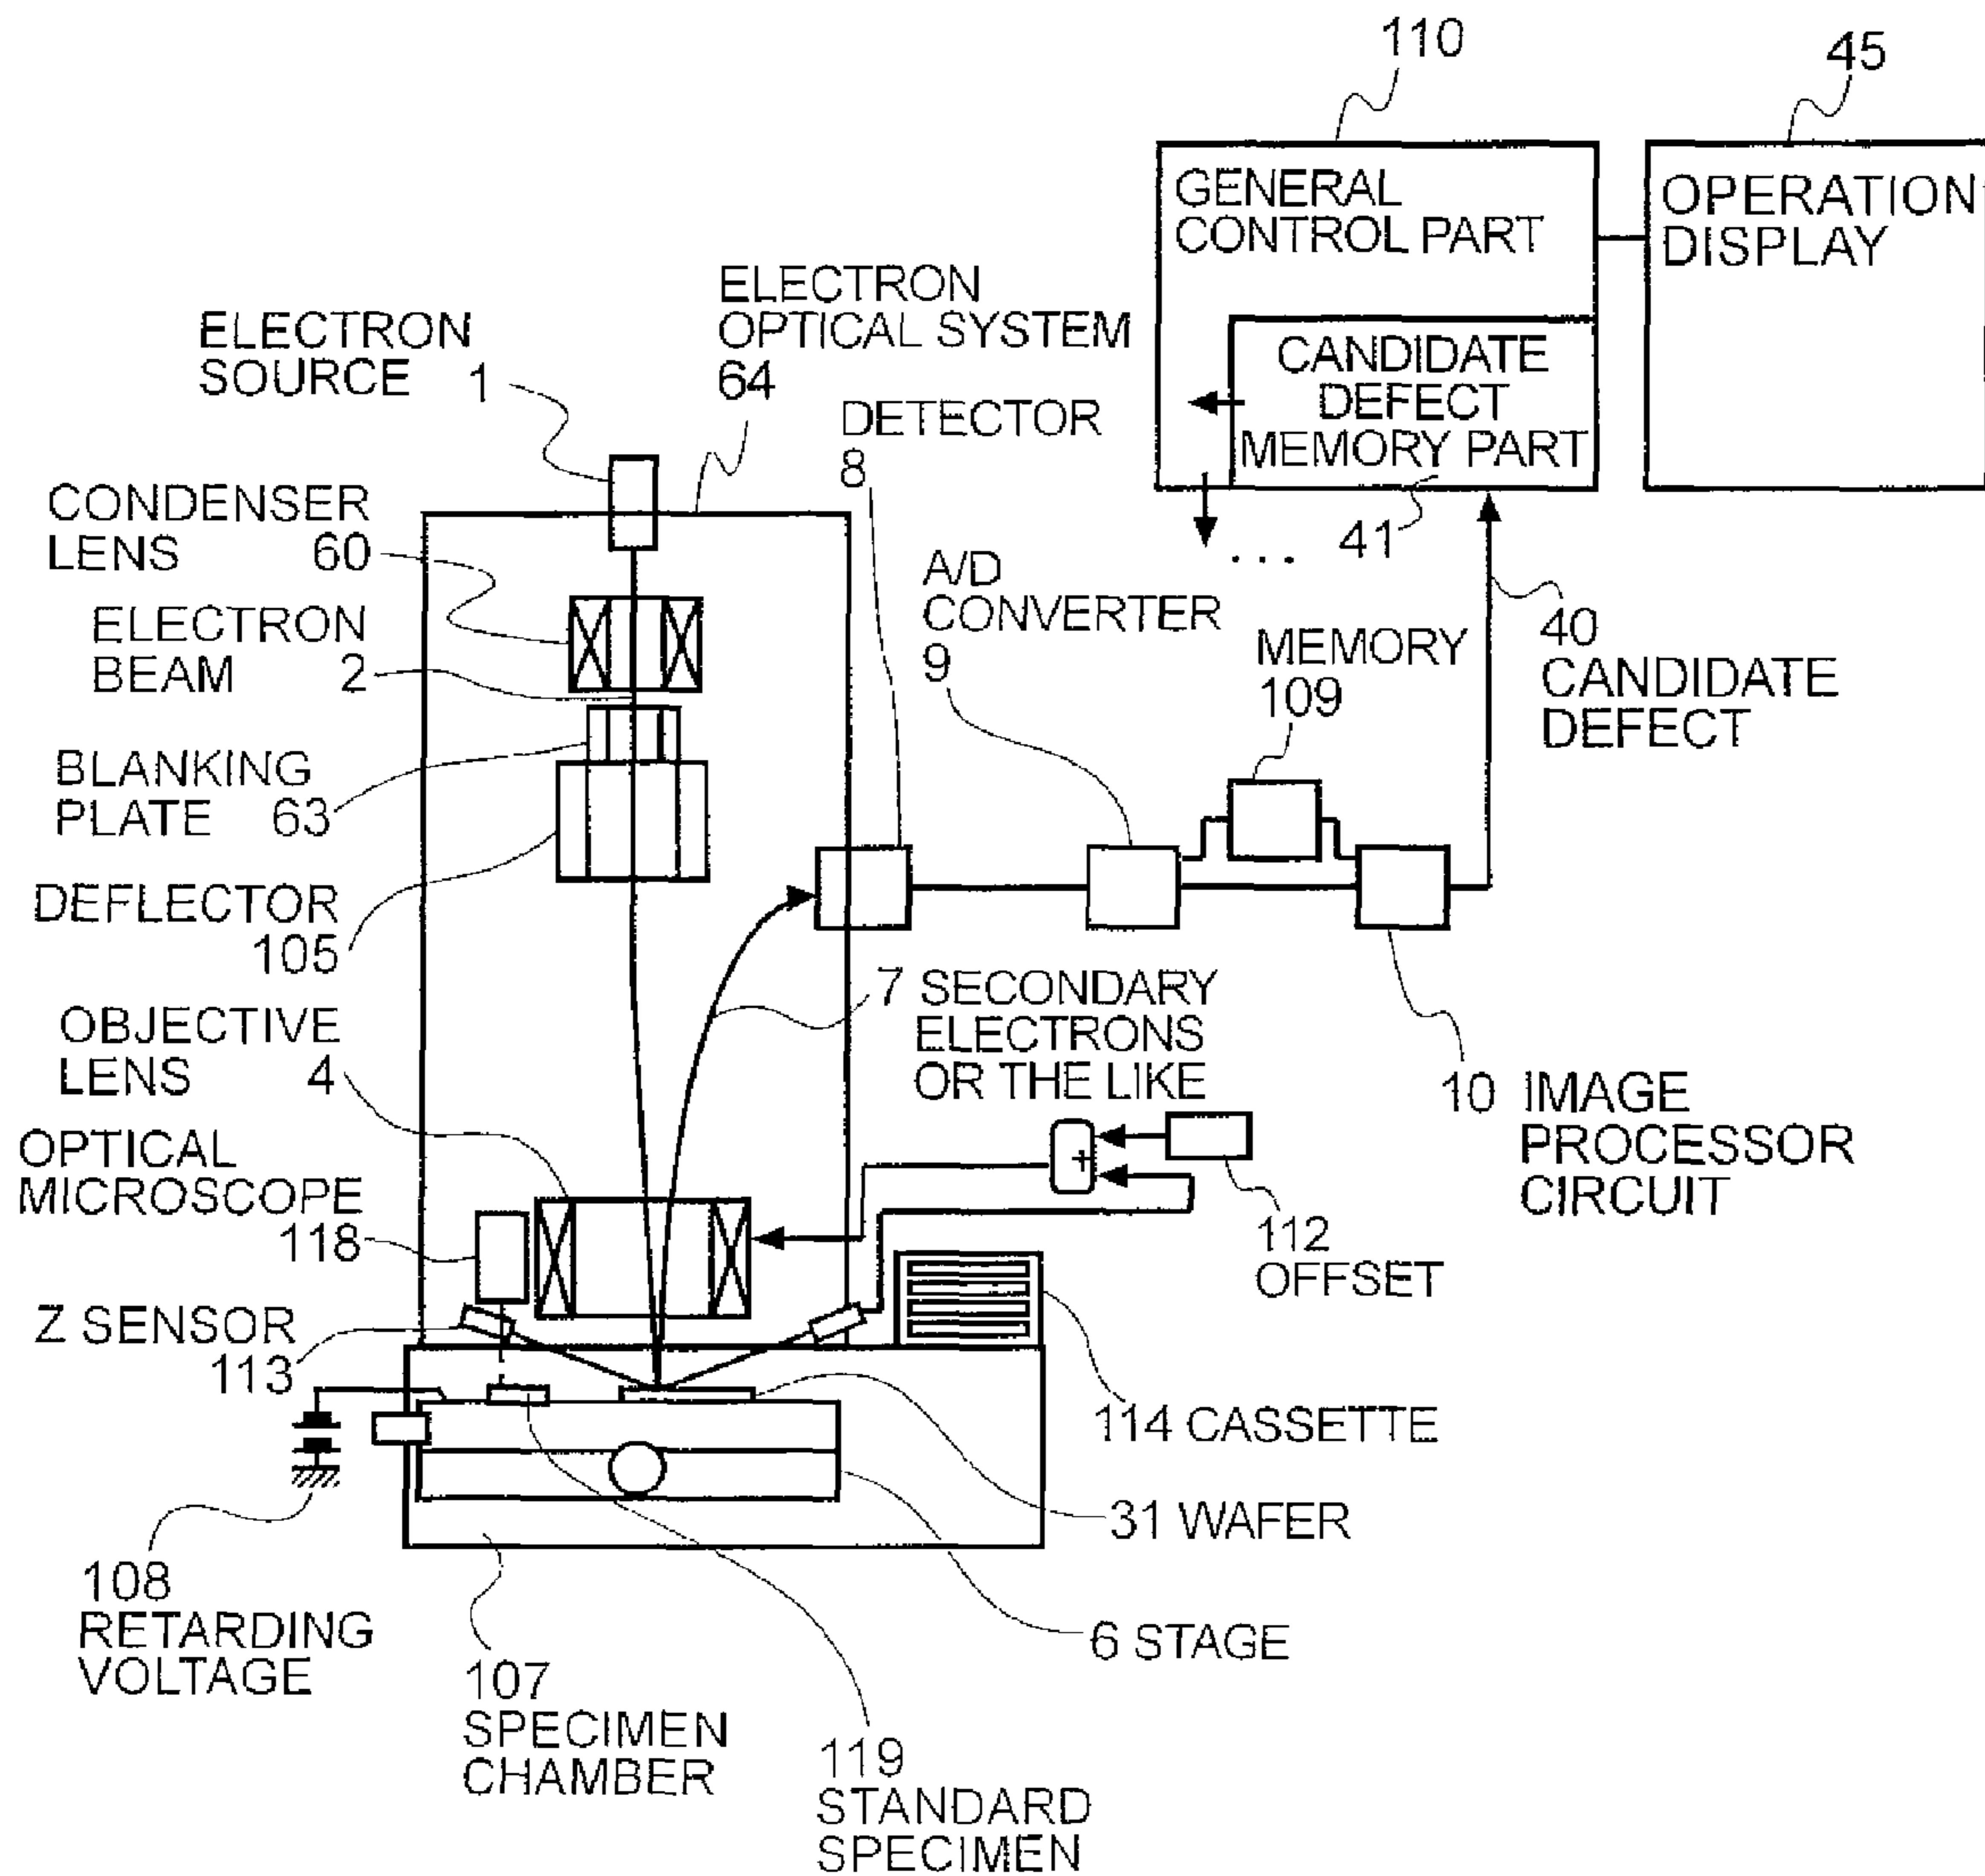 110
45
GENERAL
CONTROL PART
OPERATION
DISPLAY
CANDIDATE
DEFECT
MEMORY PART
41
...
ELECTRON
OPTICAL SYSTEM
64
ELECTRON
SOURCE 1
DETECTOR
8
CONDENSER
LENS 60
A/D
CONVERTER
9
ELECTRON
BEAM 2
MEMORY
109
40
CANDIDATE
DEFECT
BLANKING
PLATE 63
DEFLECTOR
105
7 SECONDARY
ELECTRONS
OR THE LIKE
OBJECTIVE
LENS 4
10 IMAGE
PROCESSOR
CIRCUIT
OPTICAL
MICROSCOPE
118
+
112
OFFSET
Z SENSOR
113
114 CASSETTE
31 WAFER
108
RETARDING
VOLTAGE
6 STAGE
107
SPECIMEN
CHAMBER
119
STANDARD
SPECIMEN